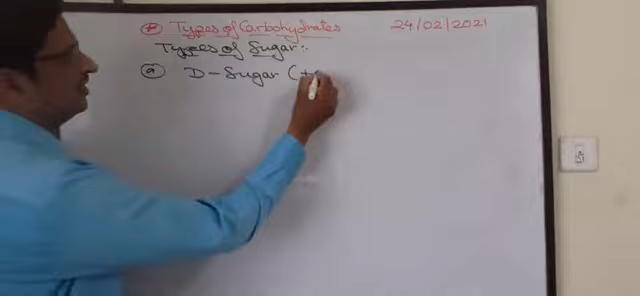 * Types of Carbohydrates 24/02/2021
Types of Sugar:-
a D-Sugar (+